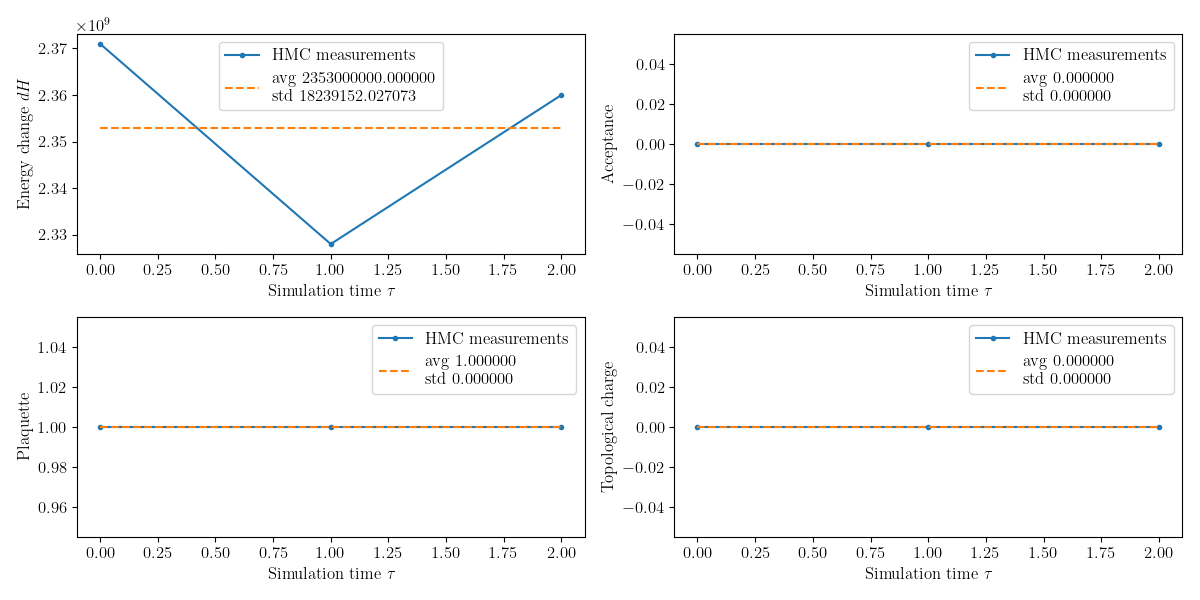 ×10⁹
2.37
2.36
2.35
2.34
2.33
Energy change dH
HMC measurements
avg 2353000000.000000
std 18239152.027073
0.00 0.25 0.50 0.75 1.00 1.25 1.50 1.75 2.00
Simulation time τ
0.04
0.02
0.00
−0.02
−0.04
Acceptance
HMC measurements
avg 0.000000
std 0.000000
0.00 0.25 0.50 0.75 1.00 1.25 1.50 1.75 2.00
Simulation time τ
1.04
1.02
1.00
0.98
0.96
Plaquette
HMC measurements
avg 1.000000
std 0.000000
0.00 0.25 0.50 0.75 1.00 1.25 1.50 1.75 2.00
Simulation time τ
0.04
0.02
0.00
−0.02
−0.04
Topological charge
HMC measurements
avg 0.000000
std 0.000000
0.00 0.25 0.50 0.75 1.00 1.25 1.50 1.75 2.00
Simulation time τ